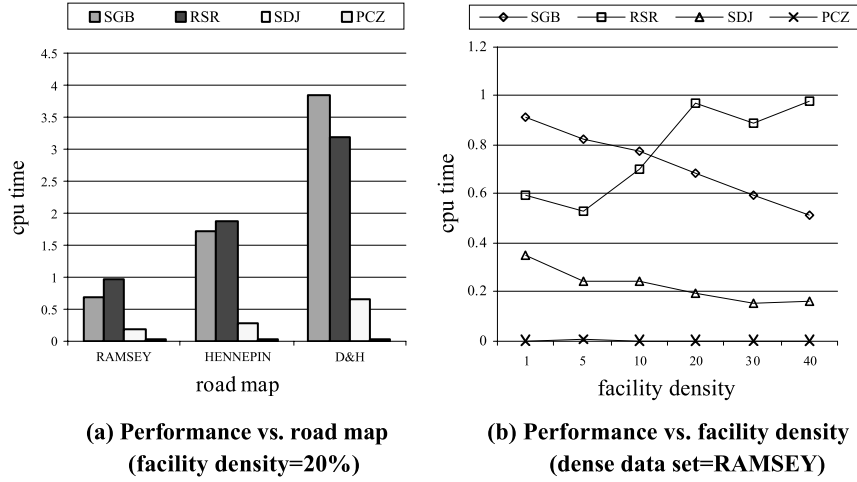 SGB RSR SDJ PCZ
4.5
4
3.5
3
2.5
2
1.5
1
0.5
0
cpu time
RAMSEY HENNEPIN D&H
road map
(a) Performance vs. road map
(facility density=20%)
SGB RSR SDJ PCZ
1.2
1
0.8
0.6
0.4
0.2
0
cpu time
1 5 10 20 30 40
facility density
(b) Performance vs. facility density
(dense data set=RAMSEY)